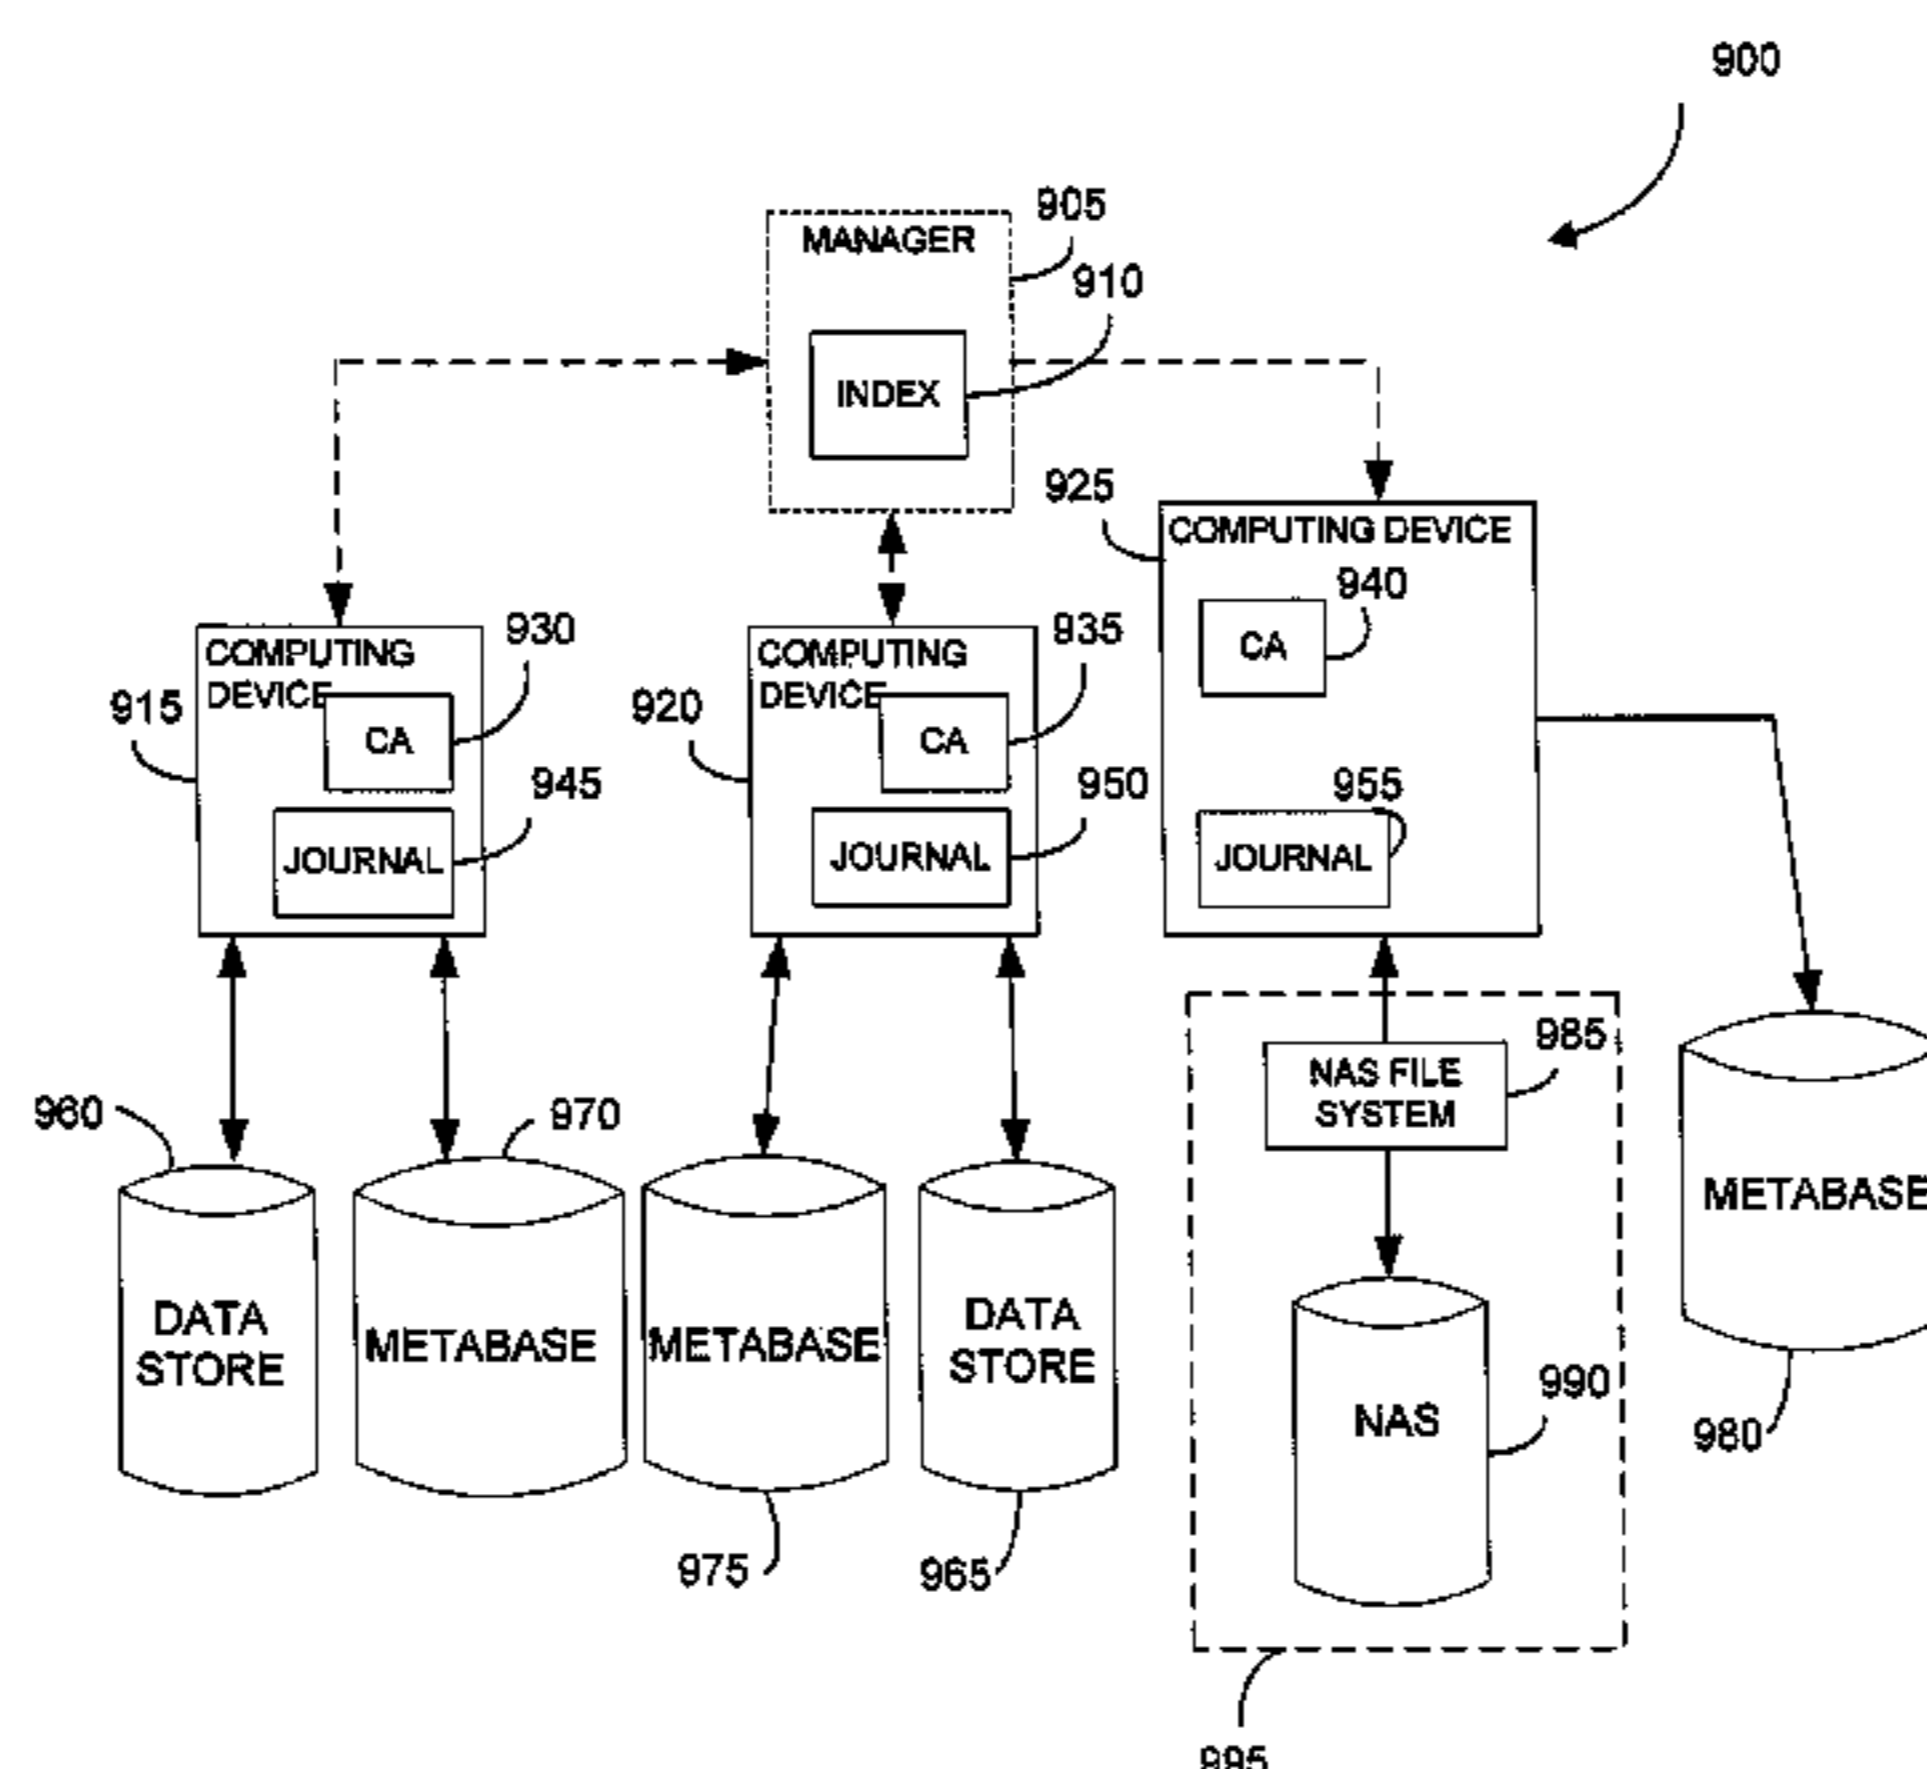 900
905
MANAGER
910
INDEX
925
COMPUTING DEVICE
940
CA
930
935
COMPUTING
DEVICE
COMPUTING
DEVICE
915
CA
920
CA
945
950
955
JOURNAL
JOURNAL
JOURNAL
985
NAS FILE
SYSTEM
960
970
METABASE
DATA
STORE
METABASE
METABASE
DATA
STORE
990
NAS
980
975
965
995